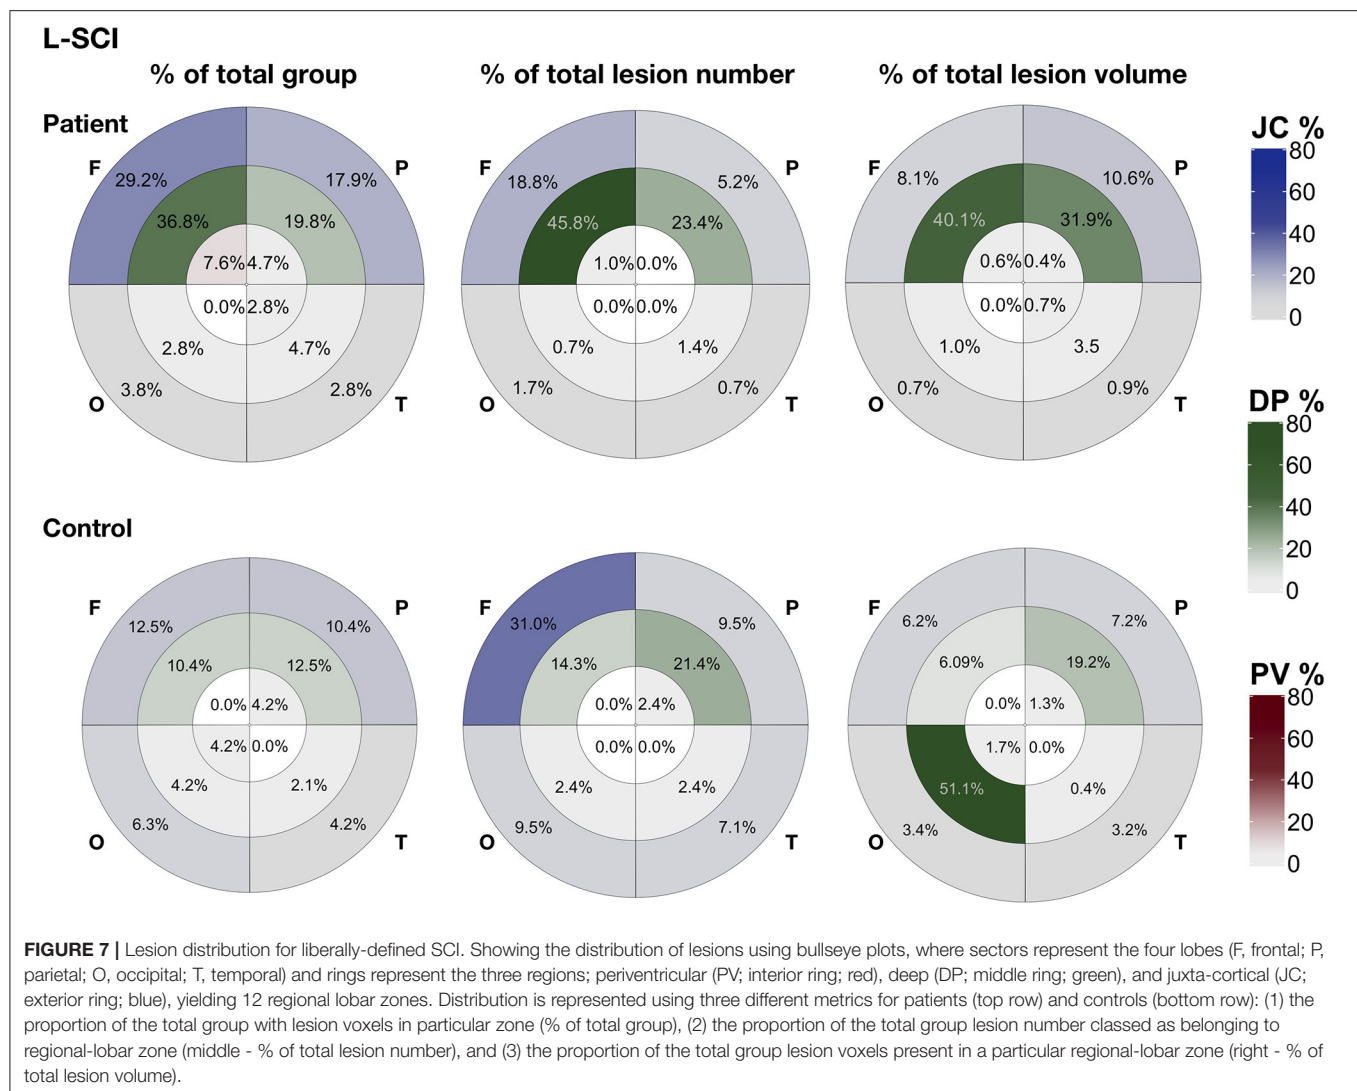 L-SCI
% of total group
% of total lesion number
% of total lesion volume
Patient
F
P
29.2%
17.9%
36.8%
19.8%
7.6%
4.7%
0.0%
2.8%
2.8%
4.7%
3.8%
2.8%
O
T
F
P
18.8%
5.2%
45.8%
23.4%
1.0%
0.0%
0.0%
0.0%
0.7%
1.4%
1.7%
0.7%
O
T
F
P
8.1%
10.6%
40.1%
31.9%
0.6%
0.4%
0.0%
0.7%
1.0%
3.5
0.7%
0.9%
O
T
JC %
80
60
40
20
0
DP %
80
60
40
20
0
PV %
80
60
40
20
0
Control
F
P
12.5%
10.4%
10.4%
12.5%
0.0%
4.2%
4.2%
0.0%
4.2%
2.1%
6.3%
4.2%
O
T
F
P
31.0%
9.5%
14.3%
21.4%
0.0%
2.4%
0.0%
0.0%
2.4%
2.4%
9.5%
7.1%
O
T
F
P
6.2%
7.2%
6.09%
19.2%
0.0%
1.3%
1.7%
0.0%
51.1%
0.4%
3.4%
3.2%
O
T
FIGURE 7 | Lesion distribution for liberally-defined SCI. Showing the distribution of lesions using bullseye plots, where sectors represent the four lobes (F, frontal; P,
parietal; O, occipital; T, temporal) and rings represent the three regions; periventricular (PV; interior ring; red), deep (DP; middle ring; green), and juxta-cortical (JC;
exterior ring; blue), yielding 12 regional lobar zones. Distribution is represented using three different metrics for patients (top row) and controls (bottom row): (1) the
proportion of the total group with lesion voxels in particular zone (% of total group), (2) the proportion of the total group lesion number classed as belonging to
regional-lobar zone (middle - % of total lesion number), and (3) the proportion of the total group lesion voxels present in a particular regional-lobar zone (right - % of
total lesion volume).